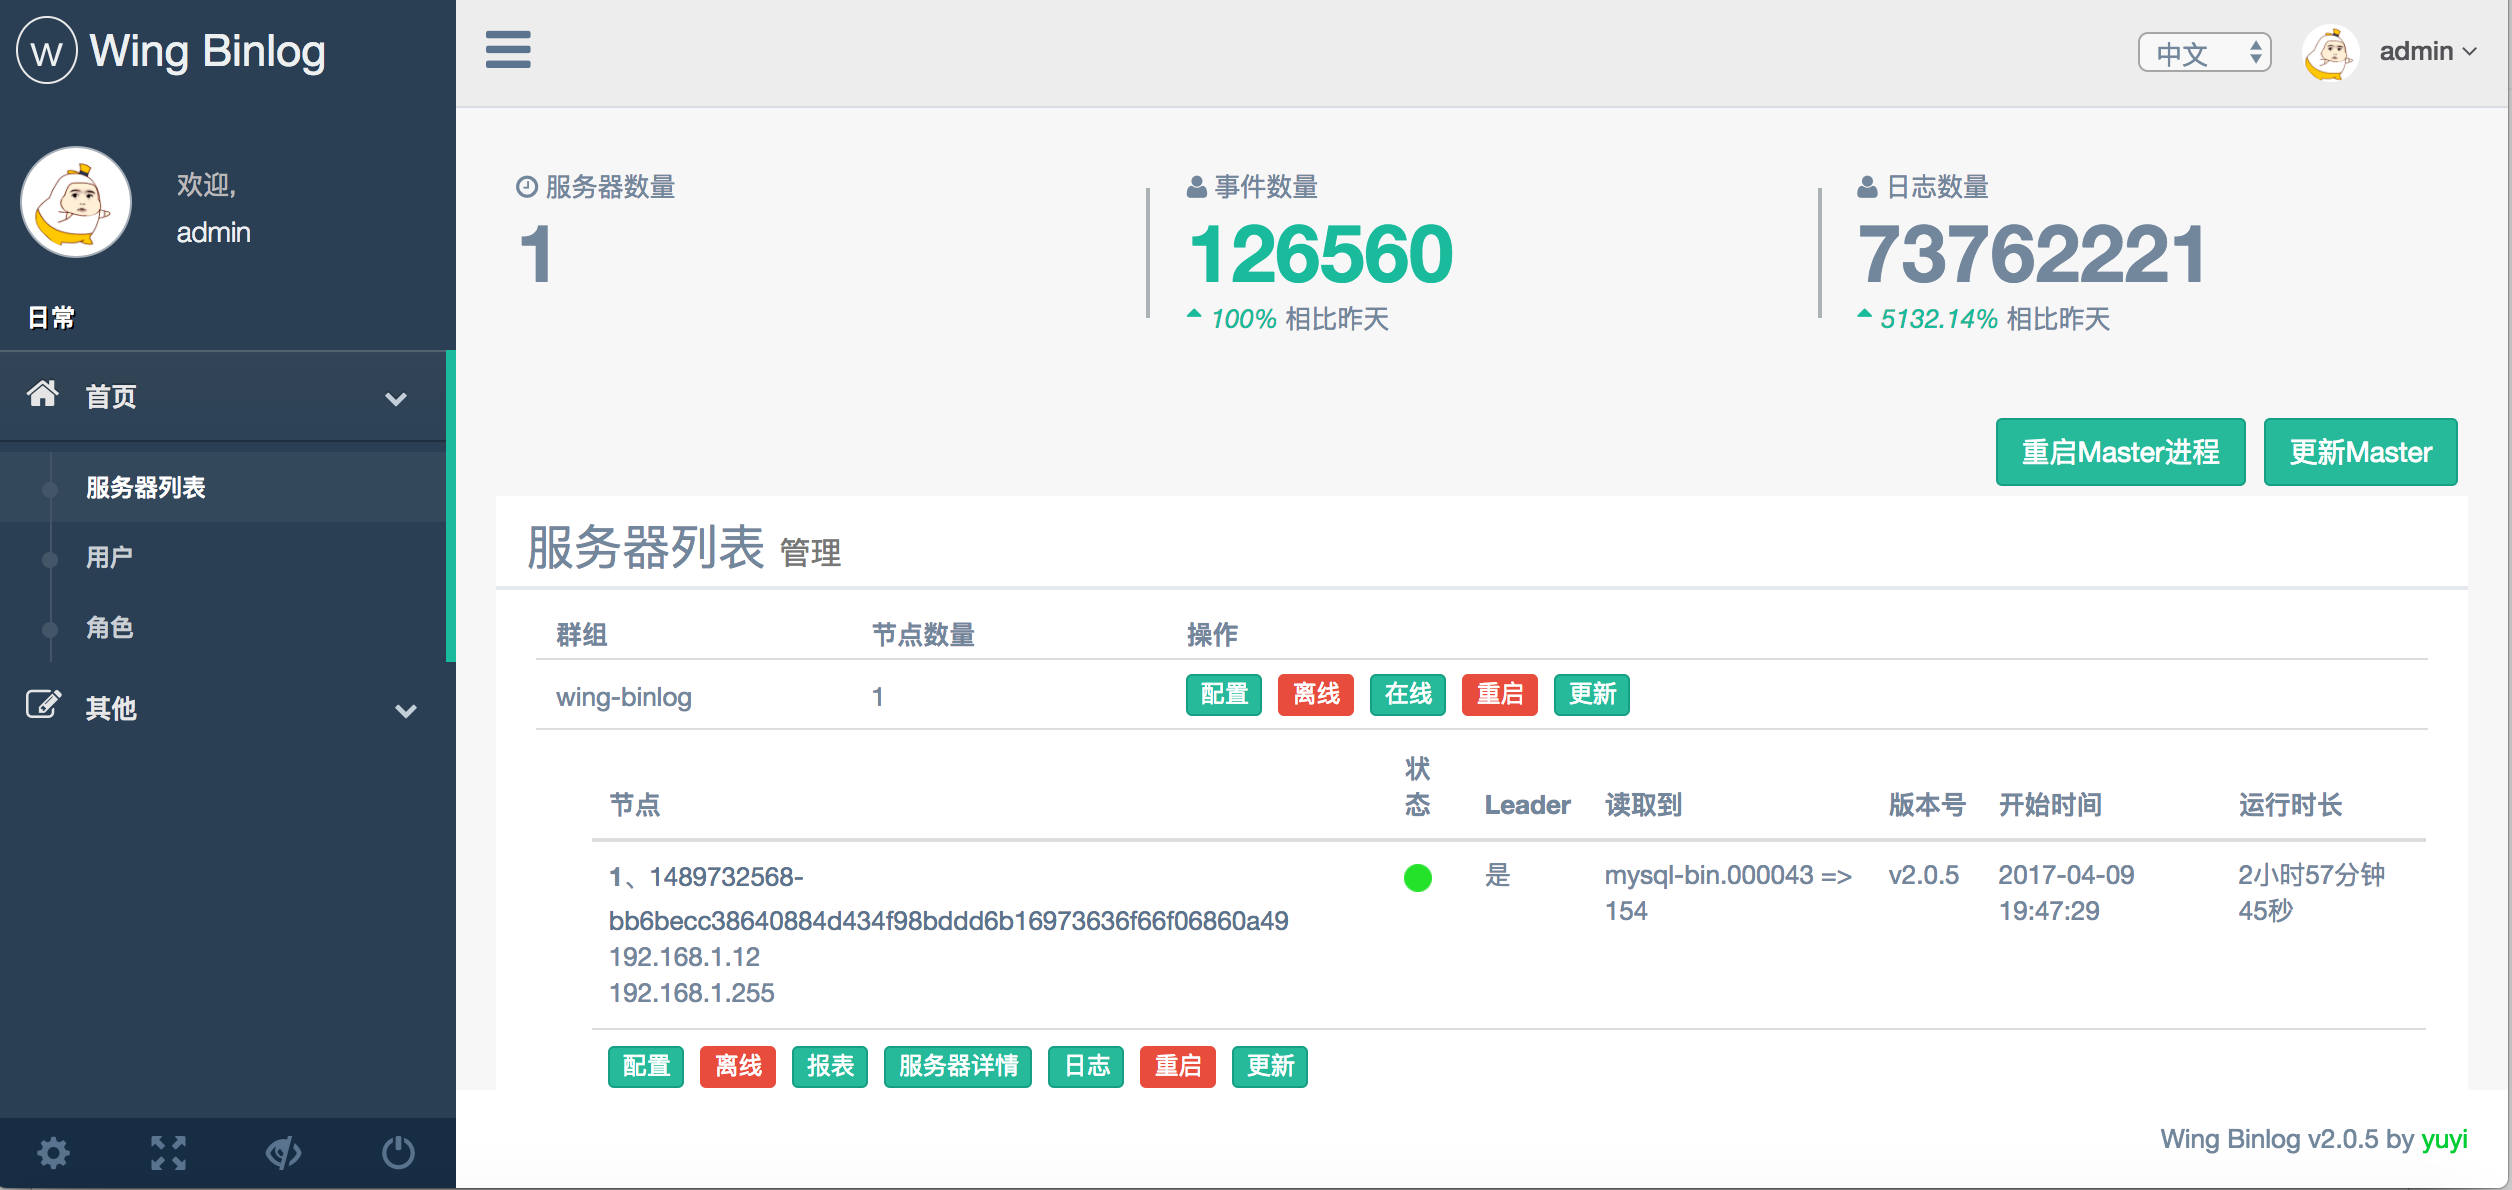 W Wing Binlog
欢迎,
admin
日常
首页
服务器列表
用户
角色
其他
中文
admin
服务器数量
1
事件数量
126560
100% 相比昨天
日志数量
73762221
5132.14% 相比昨天
重启Master进程 更新Master
服务器列表 管理
群组 节点数量 操作
wing-binlog 1 配置 离线 在线 重启 更新
节点 状态 Leader 读取到 版本号 开始时间 运行时长
1、1489732568-
bb6becc38640884d434f98bddd6b16973636f66f06860a49
192.168.1.12
192.168.1.255
是
mysql-bin.000043 =>
154
v2.0.5
2017-04-09
19:47:29
2小时57分钟
45秒
配置 离线 报表 服务器详情 日志 重启 更新
Wing Binlog v2.0.5 by yuyi